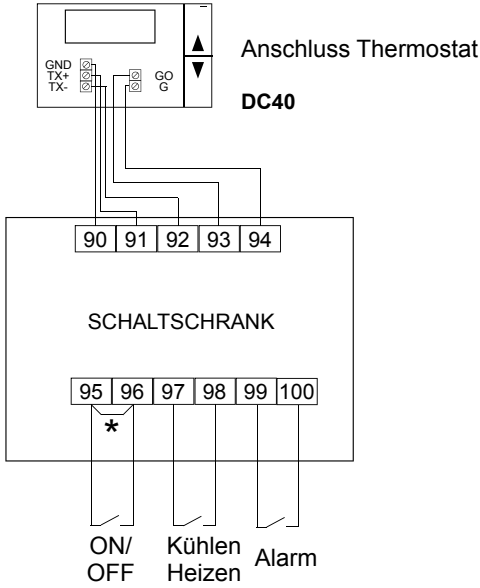 Anschluss Thermostat
DC40
GND
TX+
TX-
GO
G
90 91 92 93 94
SCHALTSCHRANK
95 96 97 98 99 100
*
ON/
OFF
Kühlen
Heizen
Alarm